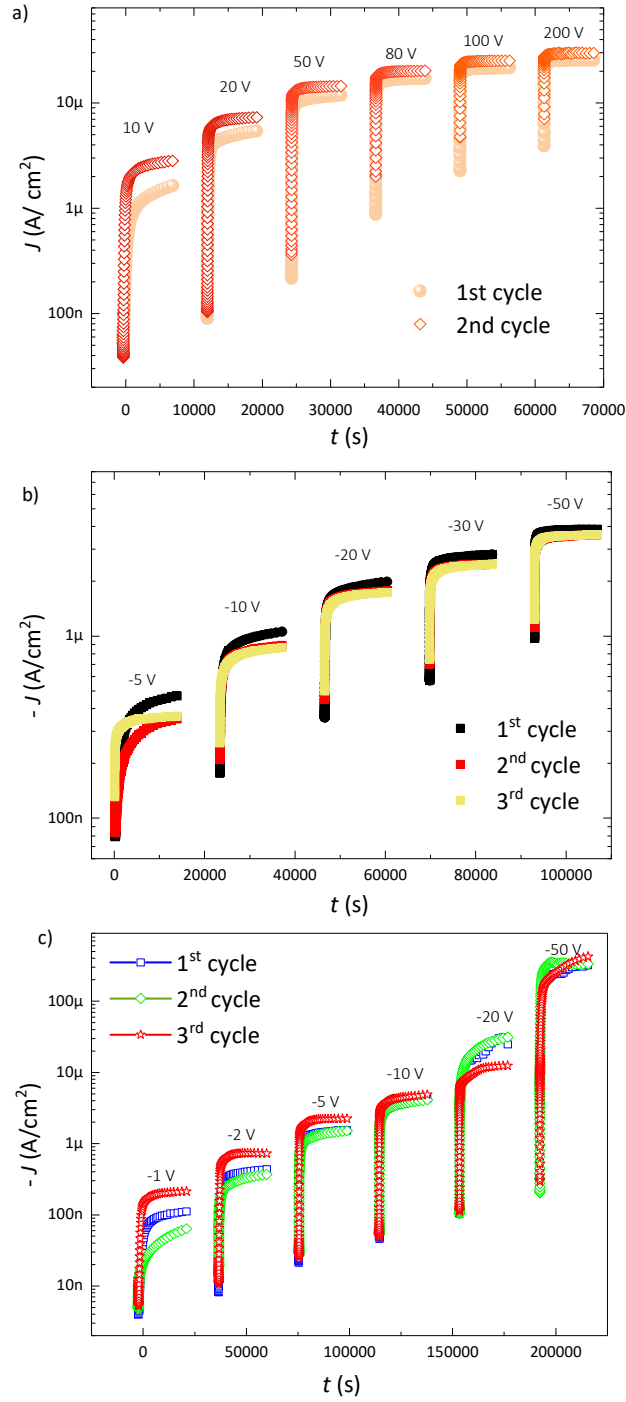 a)
10 V
20 V
50 V
80 V
100 V
200 V
10µ
1µ
100n
J (A/ cm²)
1st cycle
2nd cycle
0
10000
20000
30000
40000
50000
60000
70000
t (s)
b)
-5 V
-10 V
-20 V
-30 V
-50 V
1µ
100n
- J (A/cm²)
1st cycle
2nd cycle
3rd cycle
0
20000
40000
60000
80000
100000
t (s)
c)
1st cycle
2nd cycle
3rd cycle
-1 V
-2 V
-5 V
-10 V
-20 V
-50 V
100µ
10µ
1µ
100n
10n
- J (A/cm²)
0
50000
100000
150000
200000
t (s)